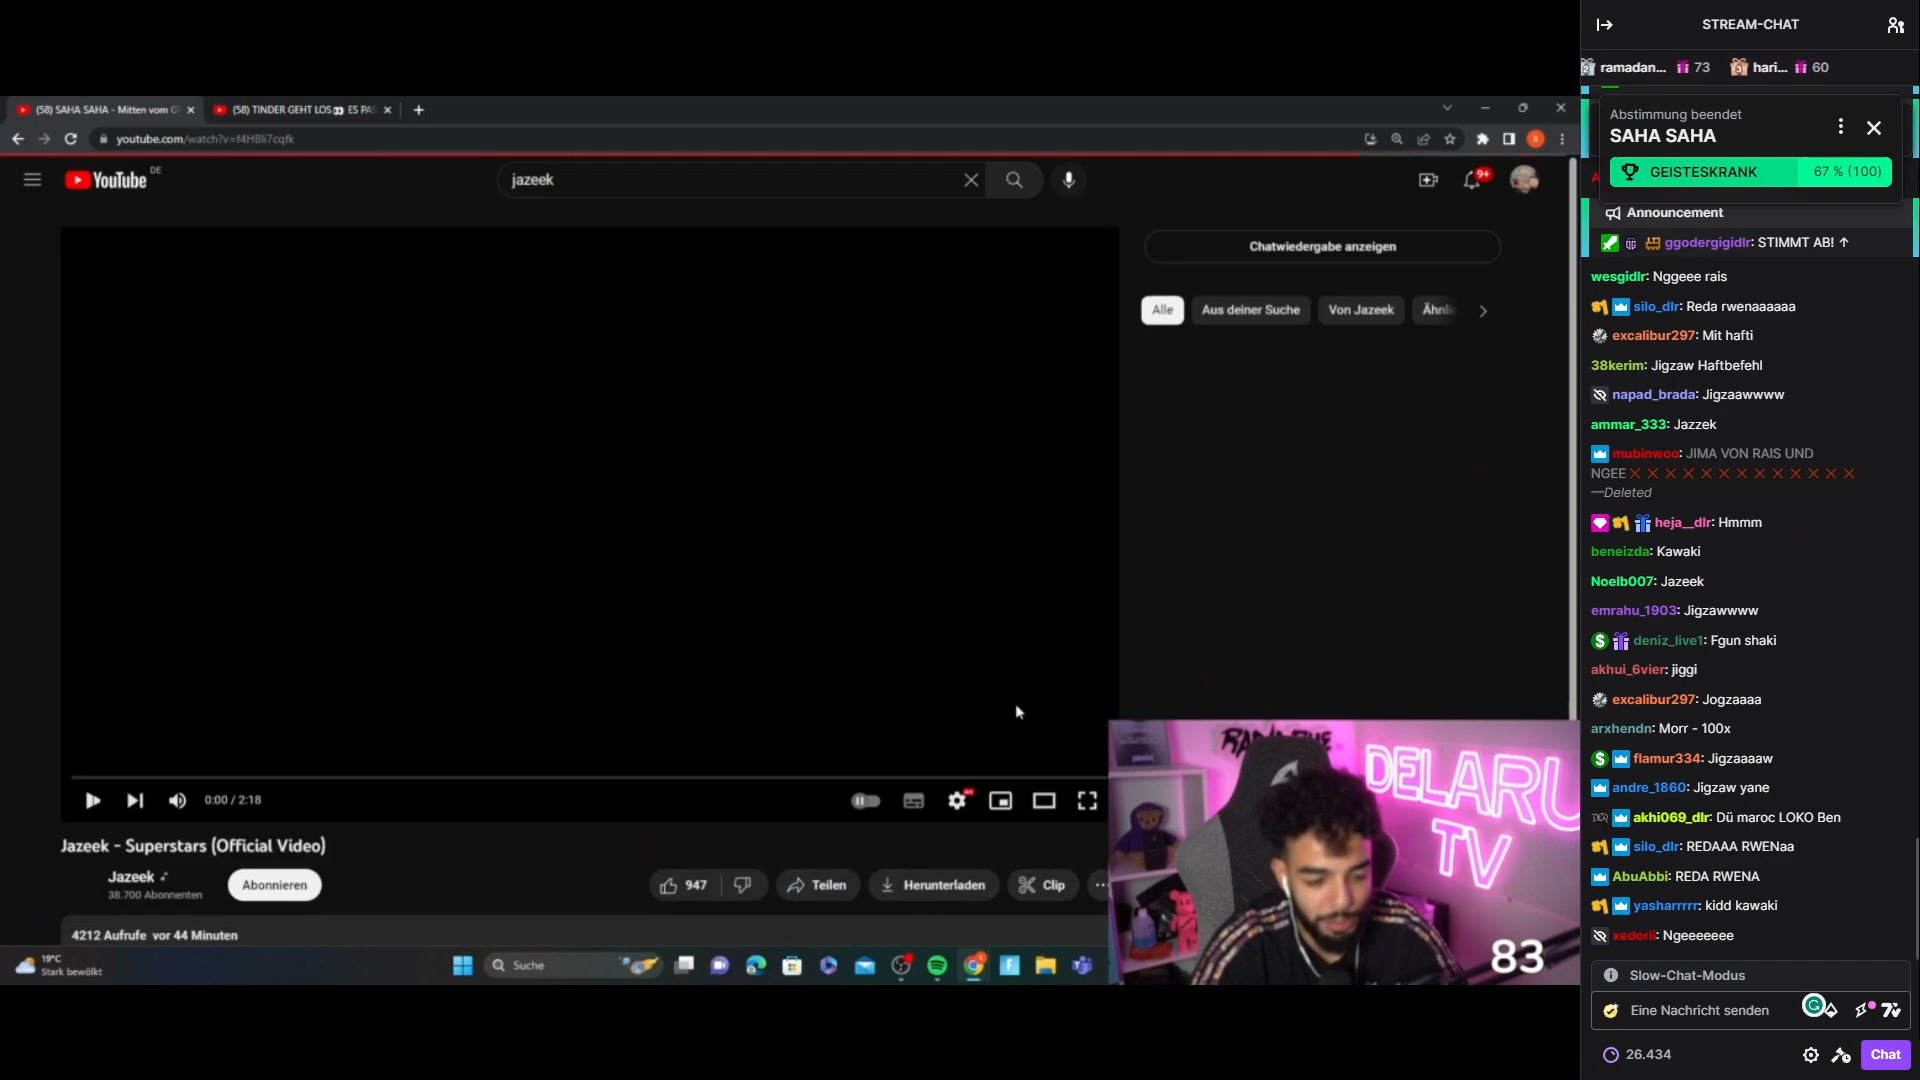 STREAM-CHAT
ramadan... 73 hari... 60
(58) SAHA SAHA - Mitten vom G
(58) TINDER GEHT LOS👀 ES PA
youtube.com/watch?v=f4HBli7cqfk
YouTube DE
jazeek
9+
Chatwiedergabe anzeigen
Alle
Aus deiner Suche
Von Jazeek
Ähnli
0:00 / 2:18
Jazeek - Superstars (Official Video)
Jazeek
38.700 Abonnenten
Abonnieren
947
Teilen
Herunterladen
Clip
4212 Aufrufe vor 44 Minuten
19°C
Stark bewölkt
Suche
DELARU
TV
83
Abstimmung beendet
SAHA SAHA
GEISTESKRANK 67 % (100)
Announcement
ggodergigidlr: STIMMT AB! ↑
wesgidlr: Nggeee rais
silo_dlr: Reda rwenaaaaaa
excalibur297: Mit hafti
38kerim: Jigzaw Haftbefehl
napad_brada: Jigzaawwww
ammar_333: Jazzek
mubinwoo: JIMA VON RAIS UND
NGEE❌❌❌❌❌❌❌❌❌❌❌❌❌
—Deleted
heja__dlr: Hmmm
beneizda: Kawaki
Noelb007: Jazeek
emrahu_1903: Jigzawwww
deniz_live1: Fgun shaki
akhui_6vier: jiggi
excalibur297: Jogzaaaa
arxhendn: Morr - 100x
flamur334: Jigzaaaaw
andre_1860: Jigzaw yane
akhi069_dlr: Dü maroc LOKO Ben
silo_dlr: REDAAA RWENaa
AbuAbbi: REDA RWENA
yasharrrrr: kidd kawaki
xedorii: Ngeeeeeee
Slow-Chat-Modus
Eine Nachricht senden
26.434
Chat